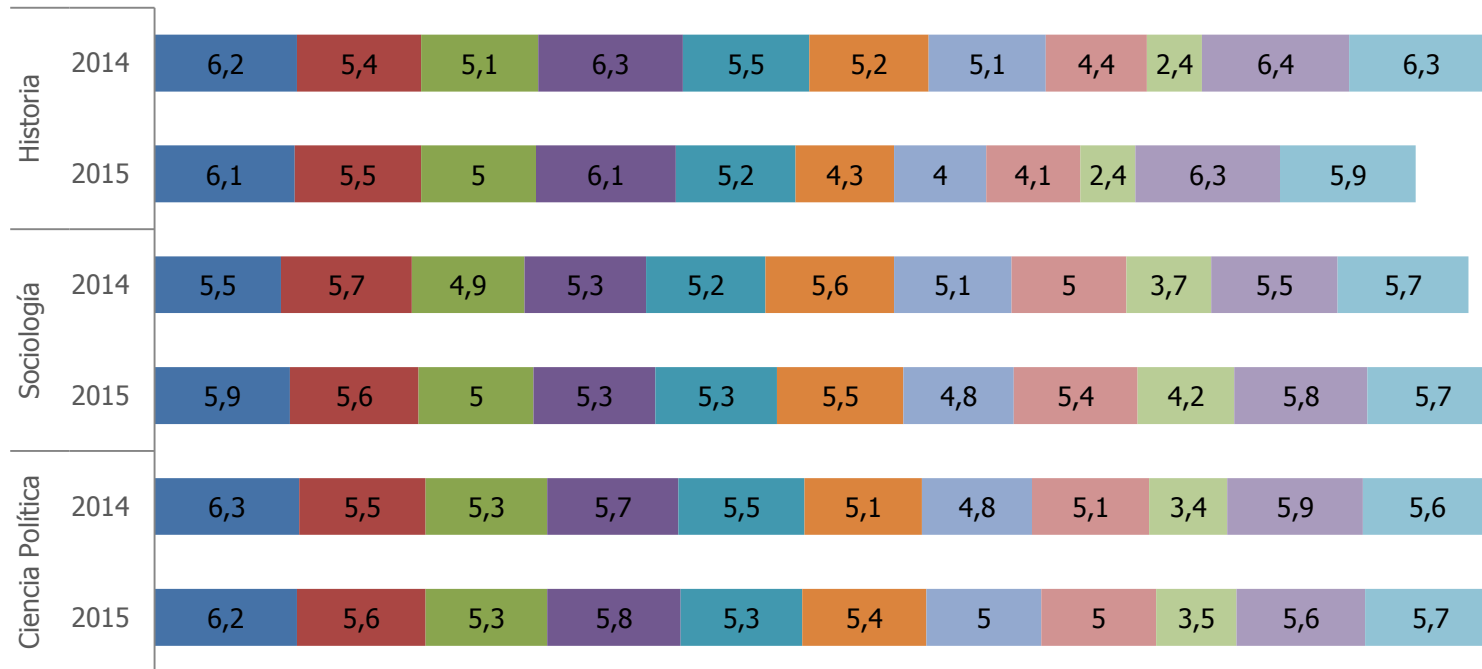 Historia
2014 6,2 5,4 5,1 6,3 5,5 5,2 5,1 4,4 2,4 6,4 6,3
2015 6,1 5,5 5 6,1 5,2 4,3 4 4,1 2,4 6,3 5,9
Sociología
2014 5,5 5,7 4,9 5,3 5,2 5,6 5,1 5 3,7 5,5 5,7
2015 5,9 5,6 5 5,3 5,3 5,5 4,8 5,4 4,2 5,8 5,7
Ciencia Política
2014 6,3 5,5 5,3 5,7 5,5 5,1 4,8 5,1 3,4 5,9 5,6
2015 6,2 5,6 5,3 5,8 5,3 5,4 5 5 3,5 5,6 5,7